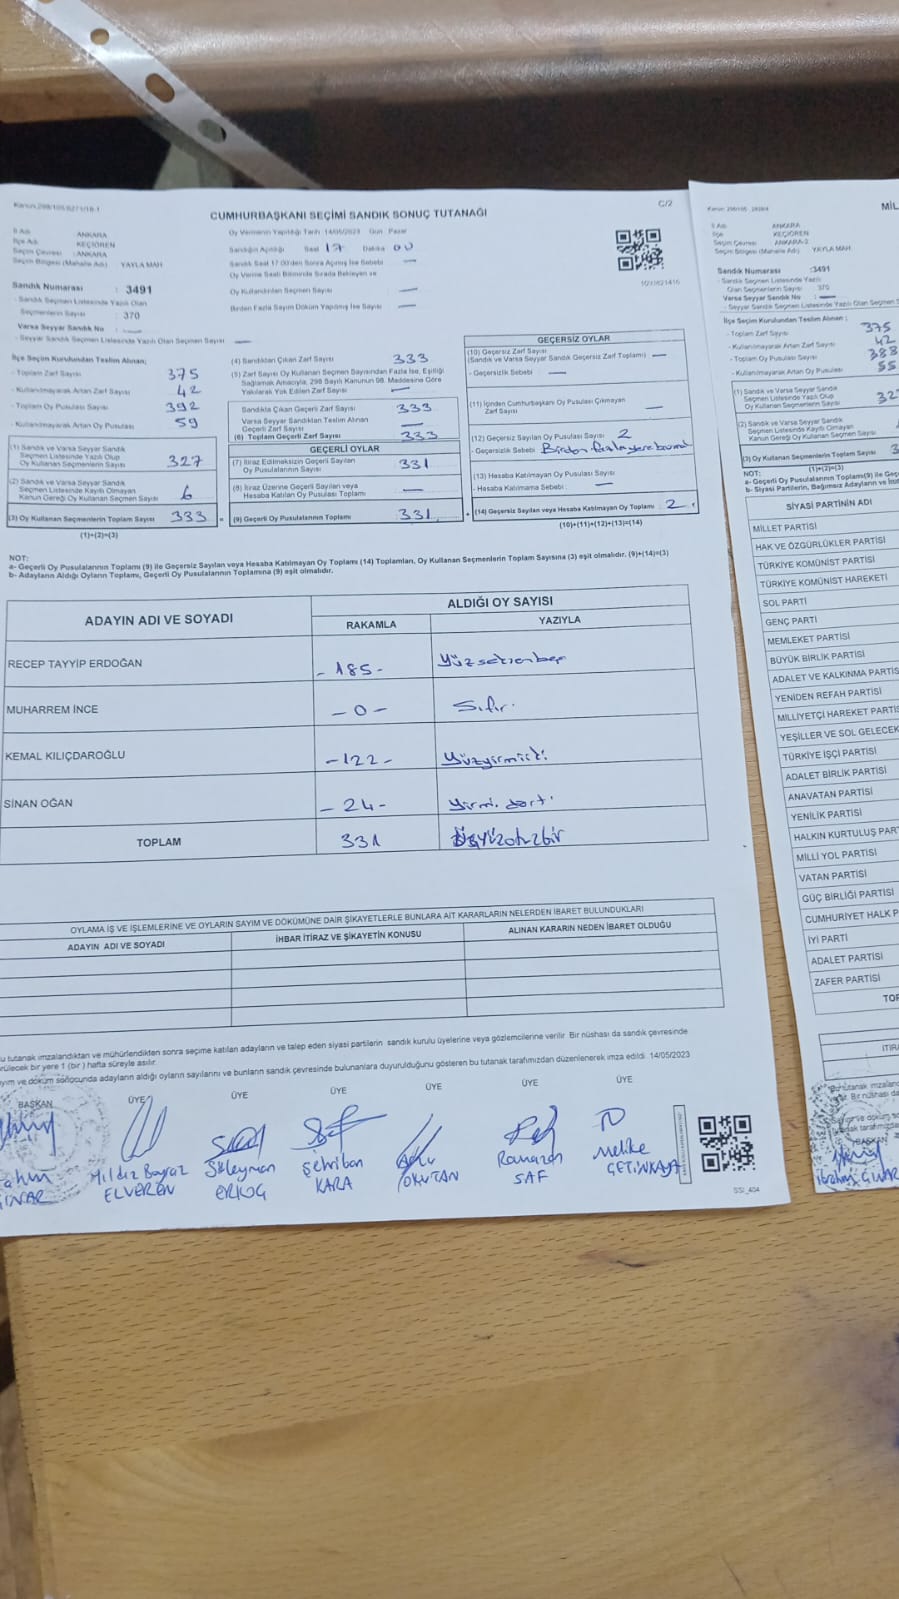 Kanun:298/105,6271/18-1
C/2
CUMHURBAŞKANI SEÇİMİ SANDIK SONUÇ TUTANAĞI
İl Adı : ANKARA
İlçe Adı : KEÇİÖREN
Seçim Çevresi : ANKARA
Seçim Bölgesi (Mahalle Adı) : YAYLA MAH
Sandık Numarası : 3491
- Sandık Seçmen Listesinde Yazılı Olan
Seçmenlerin Sayısı : 370
Varsa Seyyar Sandık No :
- Seyyar Sandık Seçmen Listesinde Yazılı Olan Seçmen Sayısı
Oy Vermenin Yapıldığı Tarih : 14/05/2023 Gün : Pazar
Sandığın Açıldığı Saat 17 Dakika 00
Sandık Saat 17.00'den Sonra Açılmış İse Sebebi
Oy Verme Saati Bitiminde Sırada Bekleyen ve
Oy Kullandırılan Seçmen Sayısı
Birden Fazla Sayım Döküm Yapılmış İse Sayısı
İlçe Seçim Kurulundan Teslim Alınan;
- Toplam Zarf Sayısı 375
- Kullanılmayarak Artan Zarf Sayısı 42
- Toplam Oy Pusulası Sayısı 392
- Kullanılmayarak Artan Oy Pusulası 59
(1) Sandık ve Varsa Seyyar Sandık
Seçmen Listesinde Yazılı Olup
Oy Kullanan Seçmenlerin Sayısı 327
(2) Sandık ve Varsa Seyyar Sandık
Seçmen Listesinde Kayıtlı Olmayan
Kanun Gereği Oy Kullanan Seçmen Sayısı 6
(3) Oy Kullanan Seçmenlerin Toplam Sayısı 333
(1)+(2)=(3)
(4) Sandıktan Çıkan Zarf Sayısı 333
(5) Zarf Sayısı Oy Kullanan Seçmen Sayısından Fazla İse, Eşitliği
Sağlamak Amacıyla, 298 Sayılı Kanunun 98. Maddesine Göre
Yakılarak Yok Edilen Zarf Sayısı
Sandıkta Çıkan Geçerli Zarf Sayısı 333
Varsa Seyyar Sandıktan Teslim Alınan
Geçerli Zarf Sayısı
(6) Toplam Geçerli Zarf Sayısı 333
GEÇERLİ OYLAR
(7) İtiraz Edilmeksizin Geçerli Sayılan
Oy Pusulalarının Sayısı 331
(8) İtiraz Üzerine Geçerli Sayılan veya
Hesaba Katılan Oy Pusulası Toplamı
(9) Geçerli Oy Pusulalarının Toplamı 331
GEÇERSİZ OYLAR
(10) Geçersiz Zarf Sayısı
(Sandık ve Varsa Seyyar Sandık Geçersiz Zarf Toplamı)
- Geçersizlik Sebebi :
(11) İçinden Cumhurbaşkanı Oy Pusulası Çıkmayan
Zarf Sayısı
(12) Geçersiz Sayılan Oy Pusulası Sayısı 2
- Geçersizlik Sebebi : Birden fazla yere
(13) Hesaba Katılmayan Oy Pusulası Sayısı
- Hesaba Katılmama Sebebi :
(14) Geçersiz Sayılan veya Hesaba Katılmayan Oy Toplamı 2
(10)+(11)+(12)+(13)=(14)
NOT:
a- Geçerli Oy Pusulalarının Toplamı (9) ile Geçersiz Sayılan veya Hesaba Katılmayan Oy Toplamı (14) Toplamları, Oy Kullanan Seçmenlerin Toplam Sayısına (3) eşit olmalıdır. (9)+(14)=(3)
b- Adayların Aldığı Oyların Toplamı, Geçerli Oy Pusulalarının Toplamına (9) eşit olmalıdır.
ADAYIN ADI VE SOYADI
ALDIĞI OY SAYISI
RAKAMLA YAZIYLA
RECEP TAYYİP ERDOĞAN - 185 - Yüzseksenbeş
MUHARREM İNCE - 0 - Sıfır.
KEMAL KILIÇDAROĞLU - 122 - Yüzyirmiiki
SİNAN OĞAN - 24 - Yirmi dört
TOPLAM 331 Üçyüzotuzbir
OYLAMA İŞ VE İŞLEMLERİNE VE OYLARIN SAYIM VE DÖKÜMÜNE DAİR ŞİKAYETLERLE BUNLARA AİT KARARLARIN NELERDEN İBARET BULUNDUKLARI
ADAYIN ADI VE SOYADI İHBAR İTİRAZ VE ŞİKAYETİN KONUSU ALINAN KARARIN NEDEN İBARET OLDUĞU
u tutanak imzalandıktan ve mühürlendikten sonra seçime katılan adayların ve talep eden siyasi partilerin sandık kurulu üyelerine veya gözlemcilerine verilir. Bir nüshası da sandık çevresinde
rülecek bir yere 1 (bir) hafta süreyle asılır.
yım ve döküm sonucunda adayların aldığı oyların sayılarını ve bunların sandık çevresinde bulunanlara duyurulduğunu gösteren bu tutanak tarafımızdan düzenlenerek imza edildi. 14/05/2023
BAŞKAN ÜYE ÜYE ÜYE ÜYE ÜYE ÜYE
Yıldız Boyraz
ELVEREN
Süleyman
Şehriban
KARA
OKUTAN
Ramazan
SAF
Melike
ÇETİNKAYA
SSİ_404
MİL
İl Adı : ANKARA
İlçe : KEÇİÖREN
Seçim Çevresi : ANKARA-2
Seçim Bölgesi (Mahalle Adı) : YAYLA MAH
Sandık Numarası :3491
- Sandık Seçmen Listesinde Yazılı
Olan Seçmenlerin Sayısı : 370
Varsa Seyyar Sandık No :
- Seyyar Sandık Seçmen Listesinde Yazılı Olan Seçmen S
İlçe Seçim Kurulundan Teslim Alınan ;
- Toplam Zarf Sayısı 375
- Kullanılmayarak Artan Zarf Sayısı 42
- Toplam Oy Pusulası Sayısı 388
- Kullanılmayarak Artan Oy Pusulası Sayısı 55
(1) Sandık ve Varsa Seyyar Sandık
Seçmen Listesinde Yazılı Olup
Oy Kullanan Seçmenlerin Sayısı 32
(2) Sandık ve Varsa Seyyar Sandık
Seçmen Listesinde Kayıtlı Olmayan
Kanun Gereği Oy Kullanan Seçmen Sayısı
(3) Oy Kullanan Seçmenlerin Toplam Sayısı 3
(1)+(2)=(3)
NOT:
a- Geçerli Oy Pusulalarının Toplamı(9) ile Geç
b- Siyasi Partilerin, Bağımsız Adayların ve İtt
SİYASİ PARTİNİN ADI
MİLLET PARTİSİ
HAK VE ÖZGÜRLÜKLER PARTİSİ
TÜRKİYE KOMÜNİST PARTİSİ
TÜRKİYE KOMÜNİST HAREKETİ
SOL PARTİ
GENÇ PARTİ
MEMLEKET PARTİSİ
BÜYÜK BİRLİK PARTİSİ
ADALET VE KALKINMA PARTİS
YENİDEN REFAH PARTİSİ
MİLLİYETÇİ HAREKET PARTİS
YEŞİLLER VE SOL GELECEK
TÜRKİYE İŞÇİ PARTİSİ
ADALET BİRLİK PARTİSİ
ANAVATAN PARTİSİ
YENİLİK PARTİSİ
HALKIN KURTULUŞ PAR
MİLLİ YOL PARTİSİ
VATAN PARTİSİ
GÜÇ BİRLİĞİ PARTİSİ
CUMHURİYET HALK P
İYİ PARTİ
ADALET PARTİSİ
ZAFER PARTİSİ
TOP
İTİRA
BAŞKAN
İbrahim ÇINAR